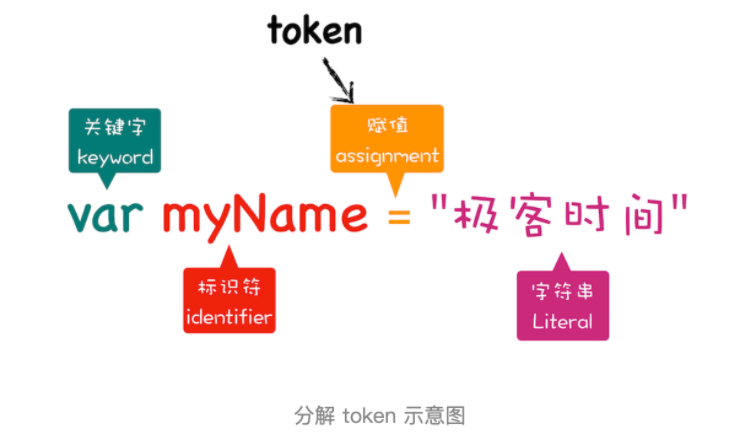 token
关键字
keyword
赋值
assignment
var myName = "极客时间"
标识符
identifier
字符串
Literal
分解 token 示意图